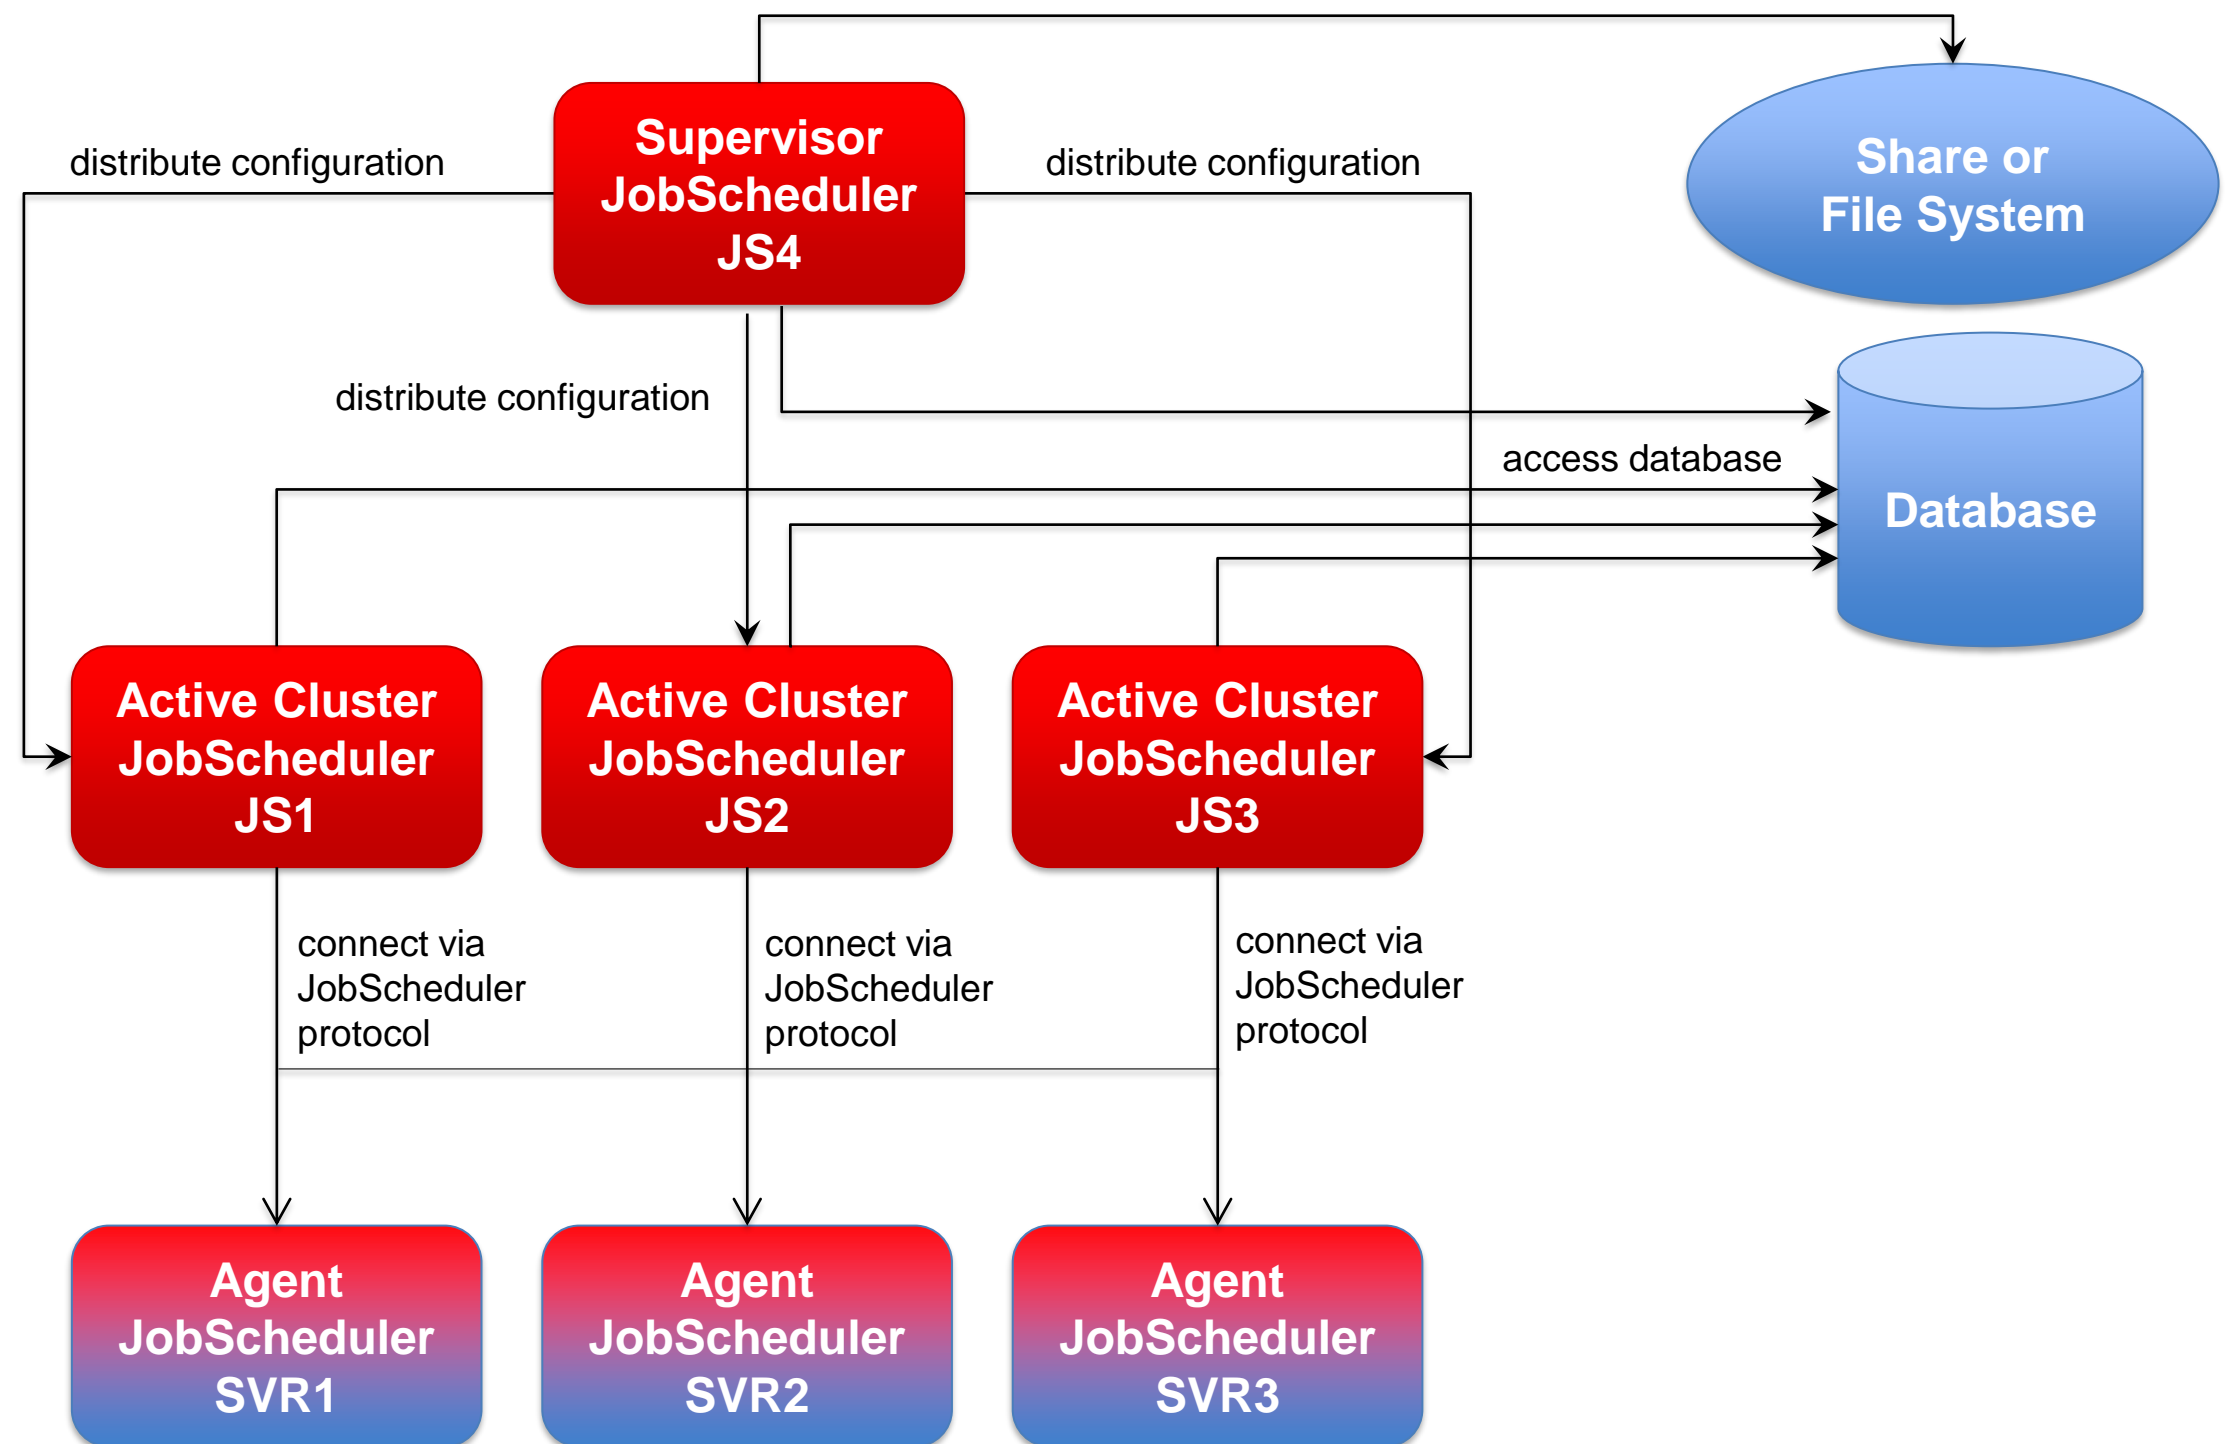 Supervisor
JobScheduler
JS4
distribute configuration
distribute configuration
Share or
File System
distribute configuration
access database
Database
Active Cluster
JobScheduler
JS1
Active Cluster
JobScheduler
JS2
Active Cluster
JobScheduler
JS3
connect via
JobScheduler
protocol
connect via
JobScheduler
protocol
connect via
JobScheduler
protocol
Agent
JobScheduler
SVR1
Agent
JobScheduler
SVR2
Agent
JobScheduler
SVR3